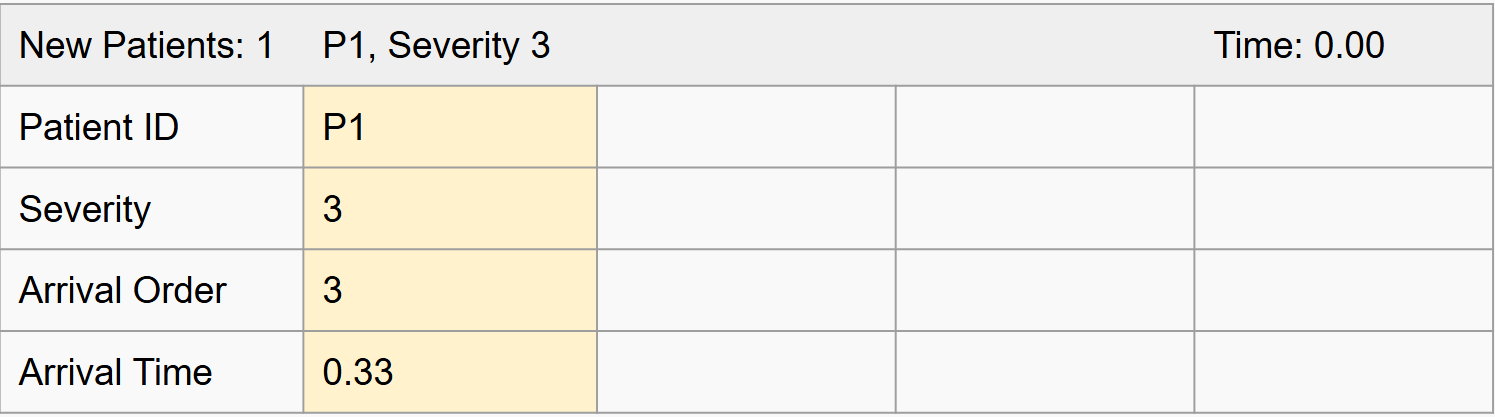 New Patients: 1 P1, Severity 3 Time: 0.00
Patient ID P1
Severity 3
Arrival Order 3
Arrival Time 0.33